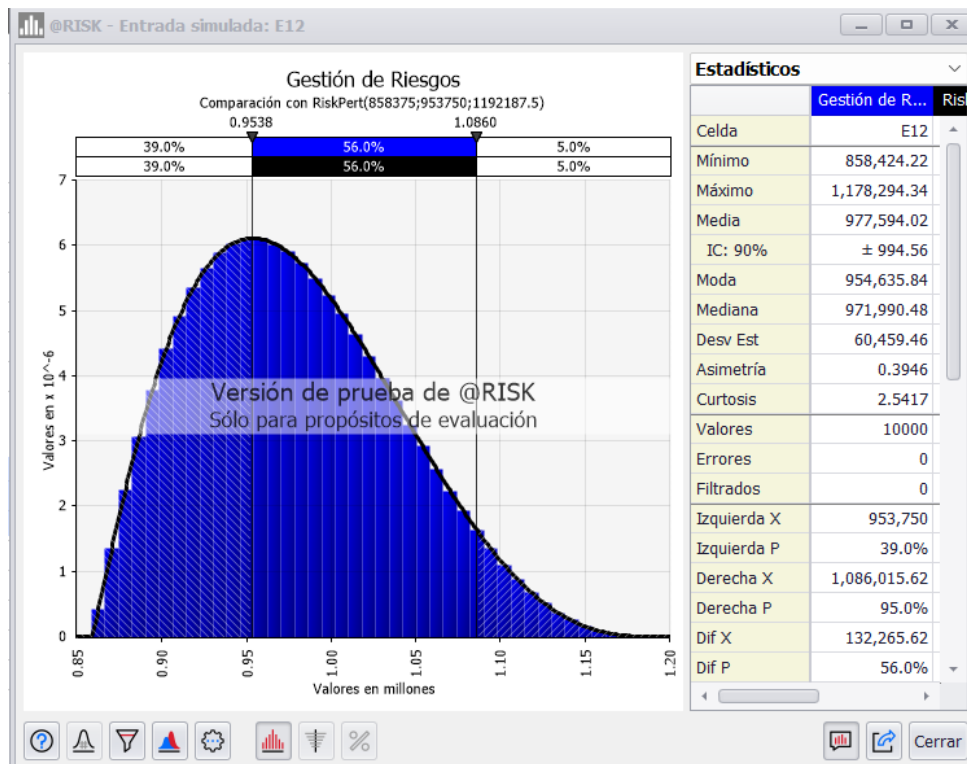 @RISK - Entrada simulada: E12
Gestión de Riesgos
Comparación con RiskPert(858375;953750;1192187.5)
0.9538 1.0860
39.0% 56.0% 5.0%
39.0% 56.0% 5.0%
7
6
5
4
3
2
1
0
Valores en x 10^-6
Versión de prueba de @RISK
Sólo para propósitos de evaluación
0.85 0.90 0.95 1.00 1.05 1.10 1.15 1.20
Valores en millones
Estadísticos
Gestión de R... Risk
Celda E12
Mínimo 858,424.22
Máximo 1,178,294.34
Media 977,594.02
IC: 90% ± 994.56
Moda 954,635.84
Mediana 971,990.48
Desv Est 60,459.46
Asimetría 0.3946
Curtosis 2.5417
Valores 10000
Errores 0
Filtrados 0
Izquierda X 953,750
Izquierda P 39.0%
Derecha X 1,086,015.62
Derecha P 95.0%
Dif X 132,265.62
Dif P 56.0%
Cerrar